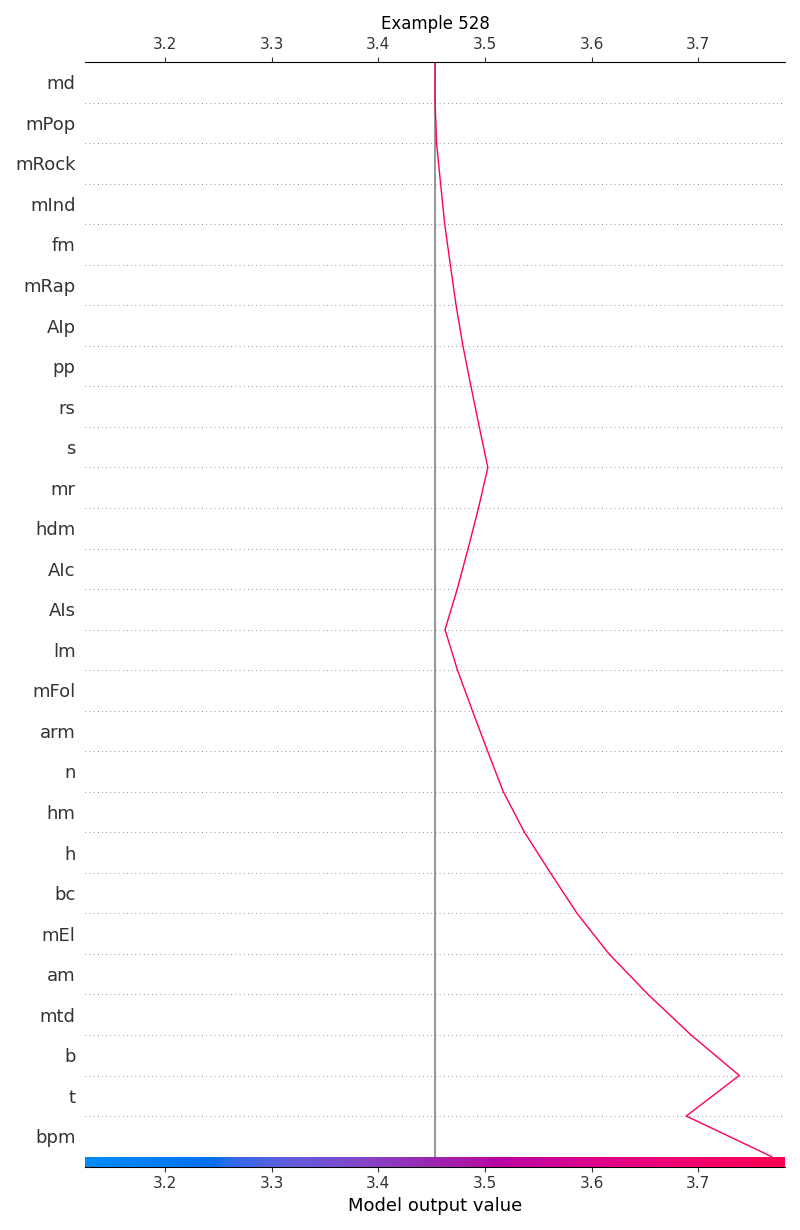 Example 528
3.2 3.3 3.4 3.5 3.6 3.7
md
mPop
mRock
mInd
fm
mRap
AIp
pp
rs
s
mr
hdm
AIc
AIs
lm
mFol
arm
n
hm
h
bc
mEl
am
mtd
b
t
bpm
3.2 3.3 3.4 3.5 3.6 3.7
Model output value